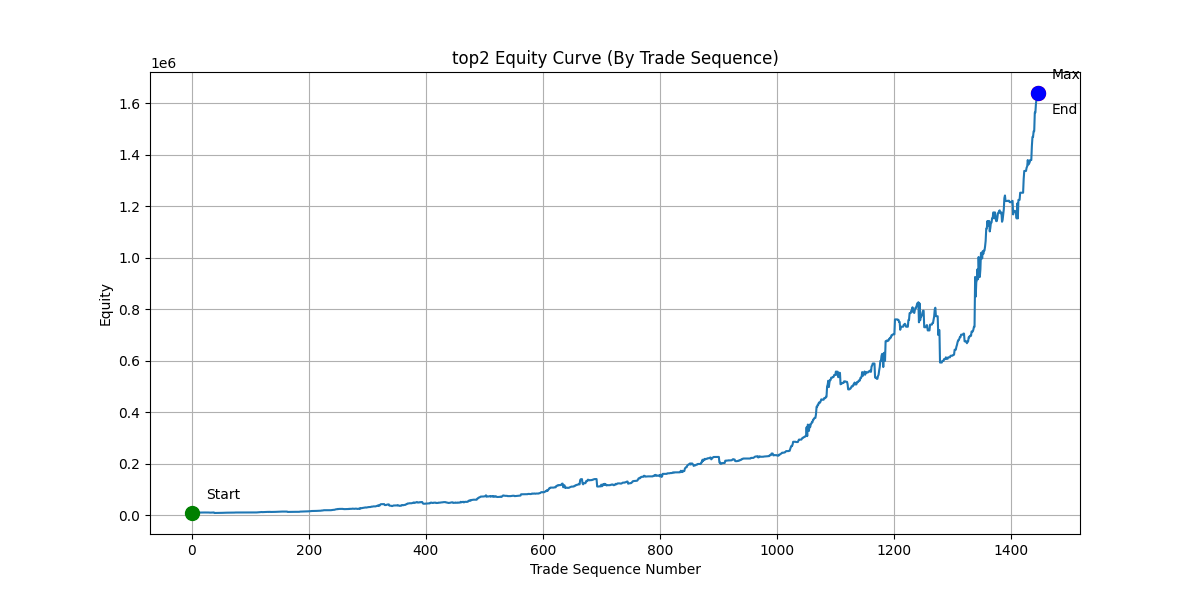 top2 Equity Curve (By Trade Sequence)
1e6
Max
End
Start
1.6
1.4
1.2
1.0
0.8
0.6
0.4
0.2
0.0
Equity
0 200 400 600 800 1000 1200 1400
Trade Sequence Number